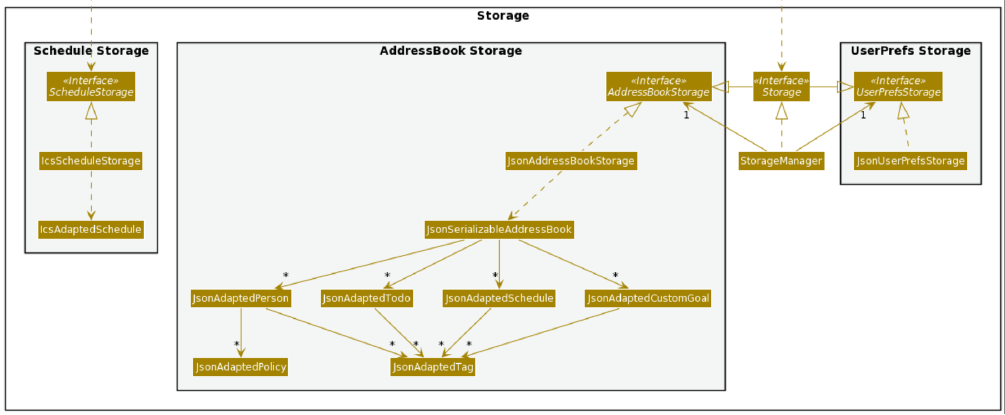 Storage
Schedule Storage
AddressBook Storage
UserPrefs Storage
«Interface»
ScheduleStorage
«Interface»
AddressBookStorage
«Interface»
Storage
«Interface»
UserPrefsStorage
1
1
IcsScheduleStorage
JsonAddressBookStorage
StorageManager
JsonUserPrefsStorage
IcsAdaptedSchedule
JsonSerializableAddressBook
*
*
*
*
JsonAdaptedPerson
JsonAdaptedTodo
JsonAdaptedSchedule
JsonAdaptedCustomGoal
*
*
*
*
*
JsonAdaptedPolicy
JsonAdaptedTag